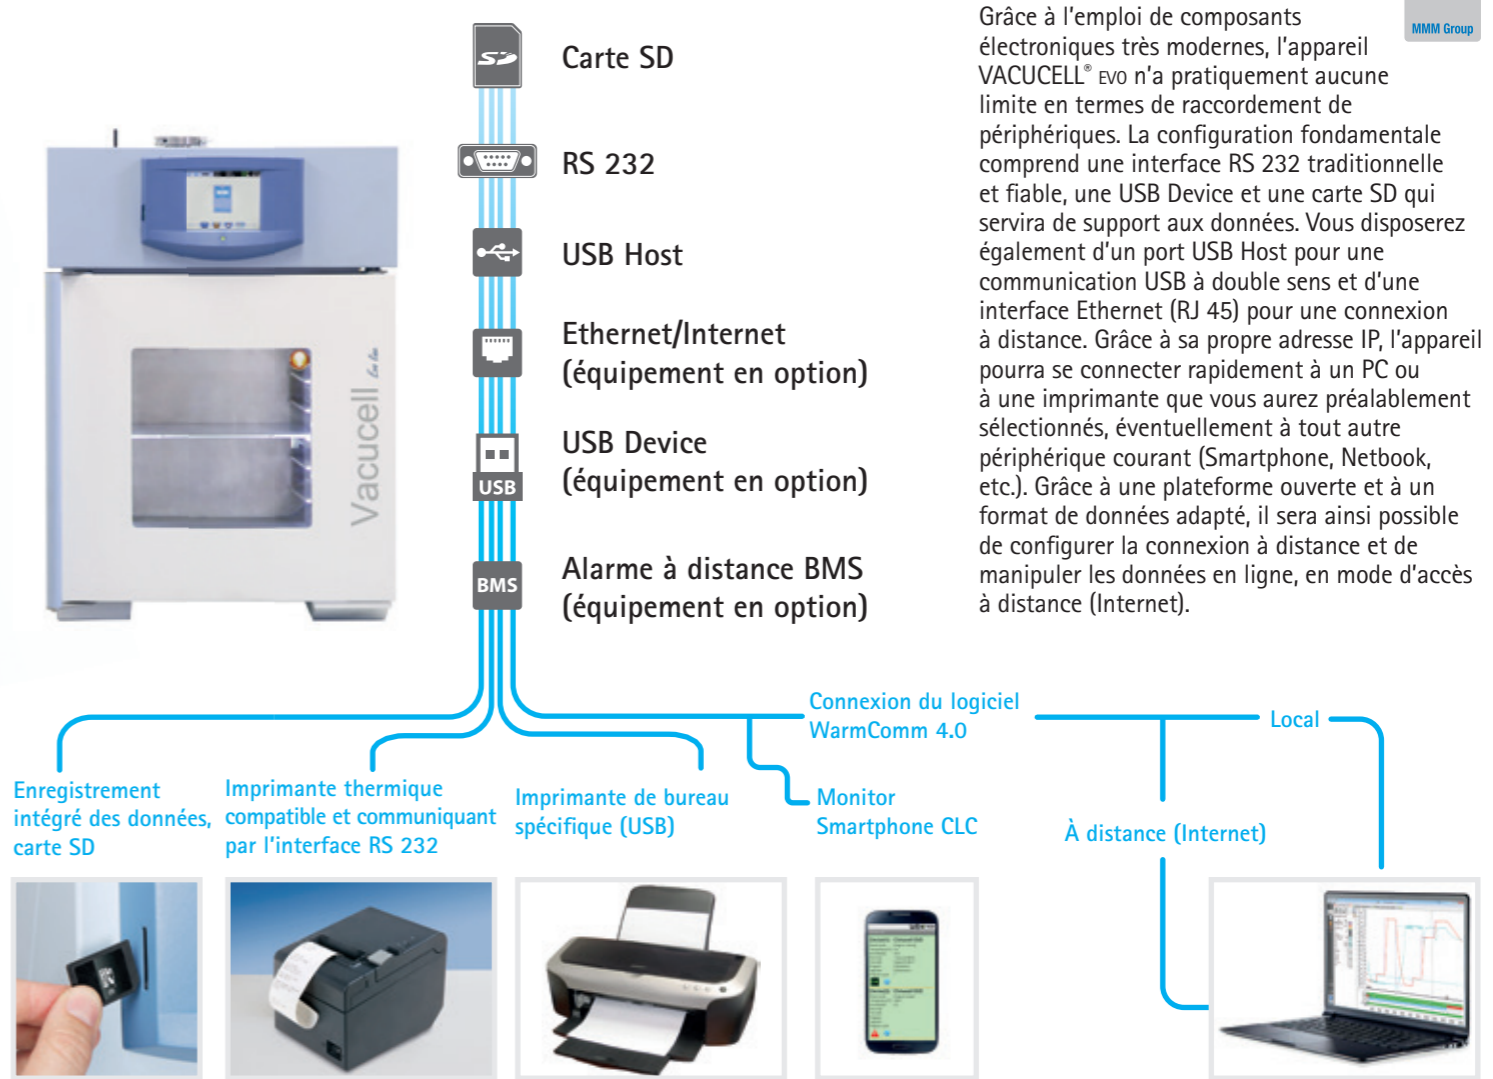 Carte SD
RS 232
USB Host
Ethernet/Internet
(équipement en option)
USB Device
(équipement en option)
USB
Alarme à distance BMS
(équipement en option)
BMS
Vacucell
Grâce à l'emploi de composants
électroniques très modernes, l'appareil
VACUCELL® EVO n'a pratiquement aucune
limite en termes de raccordement de
périphériques. La configuration fondamentale
comprend une interface RS 232 traditionnelle
et fiable, une USB Device et une carte SD qui
servira de support aux données. Vous disposerez
également d'un port USB Host pour une
communication USB à double sens et d'une
interface Ethernet (RJ 45) pour une connexion
à distance. Grâce à sa propre adresse IP, l'appareil
pourra se connecter rapidement à un PC ou
à une imprimante que vous aurez préalablement
sélectionnés, éventuellement à tout autre
périphérique courant (Smartphone, Netbook,
etc.). Grâce à une plateforme ouverte et à un
format de données adapté, il sera ainsi possible
de configurer la connexion à distance et de
manipuler les données en ligne, en mode d'accès
à distance (Internet).
MMM Group
Enregistrement
intégré des données,
carte SD
Imprimante thermique
compatible et communiquant
par l'interface RS 232
Imprimante de bureau
spécifique (USB)
Connexion du logiciel
WarmComm 4.0
Monitor
Smartphone CLC
Local
À distance (Internet)